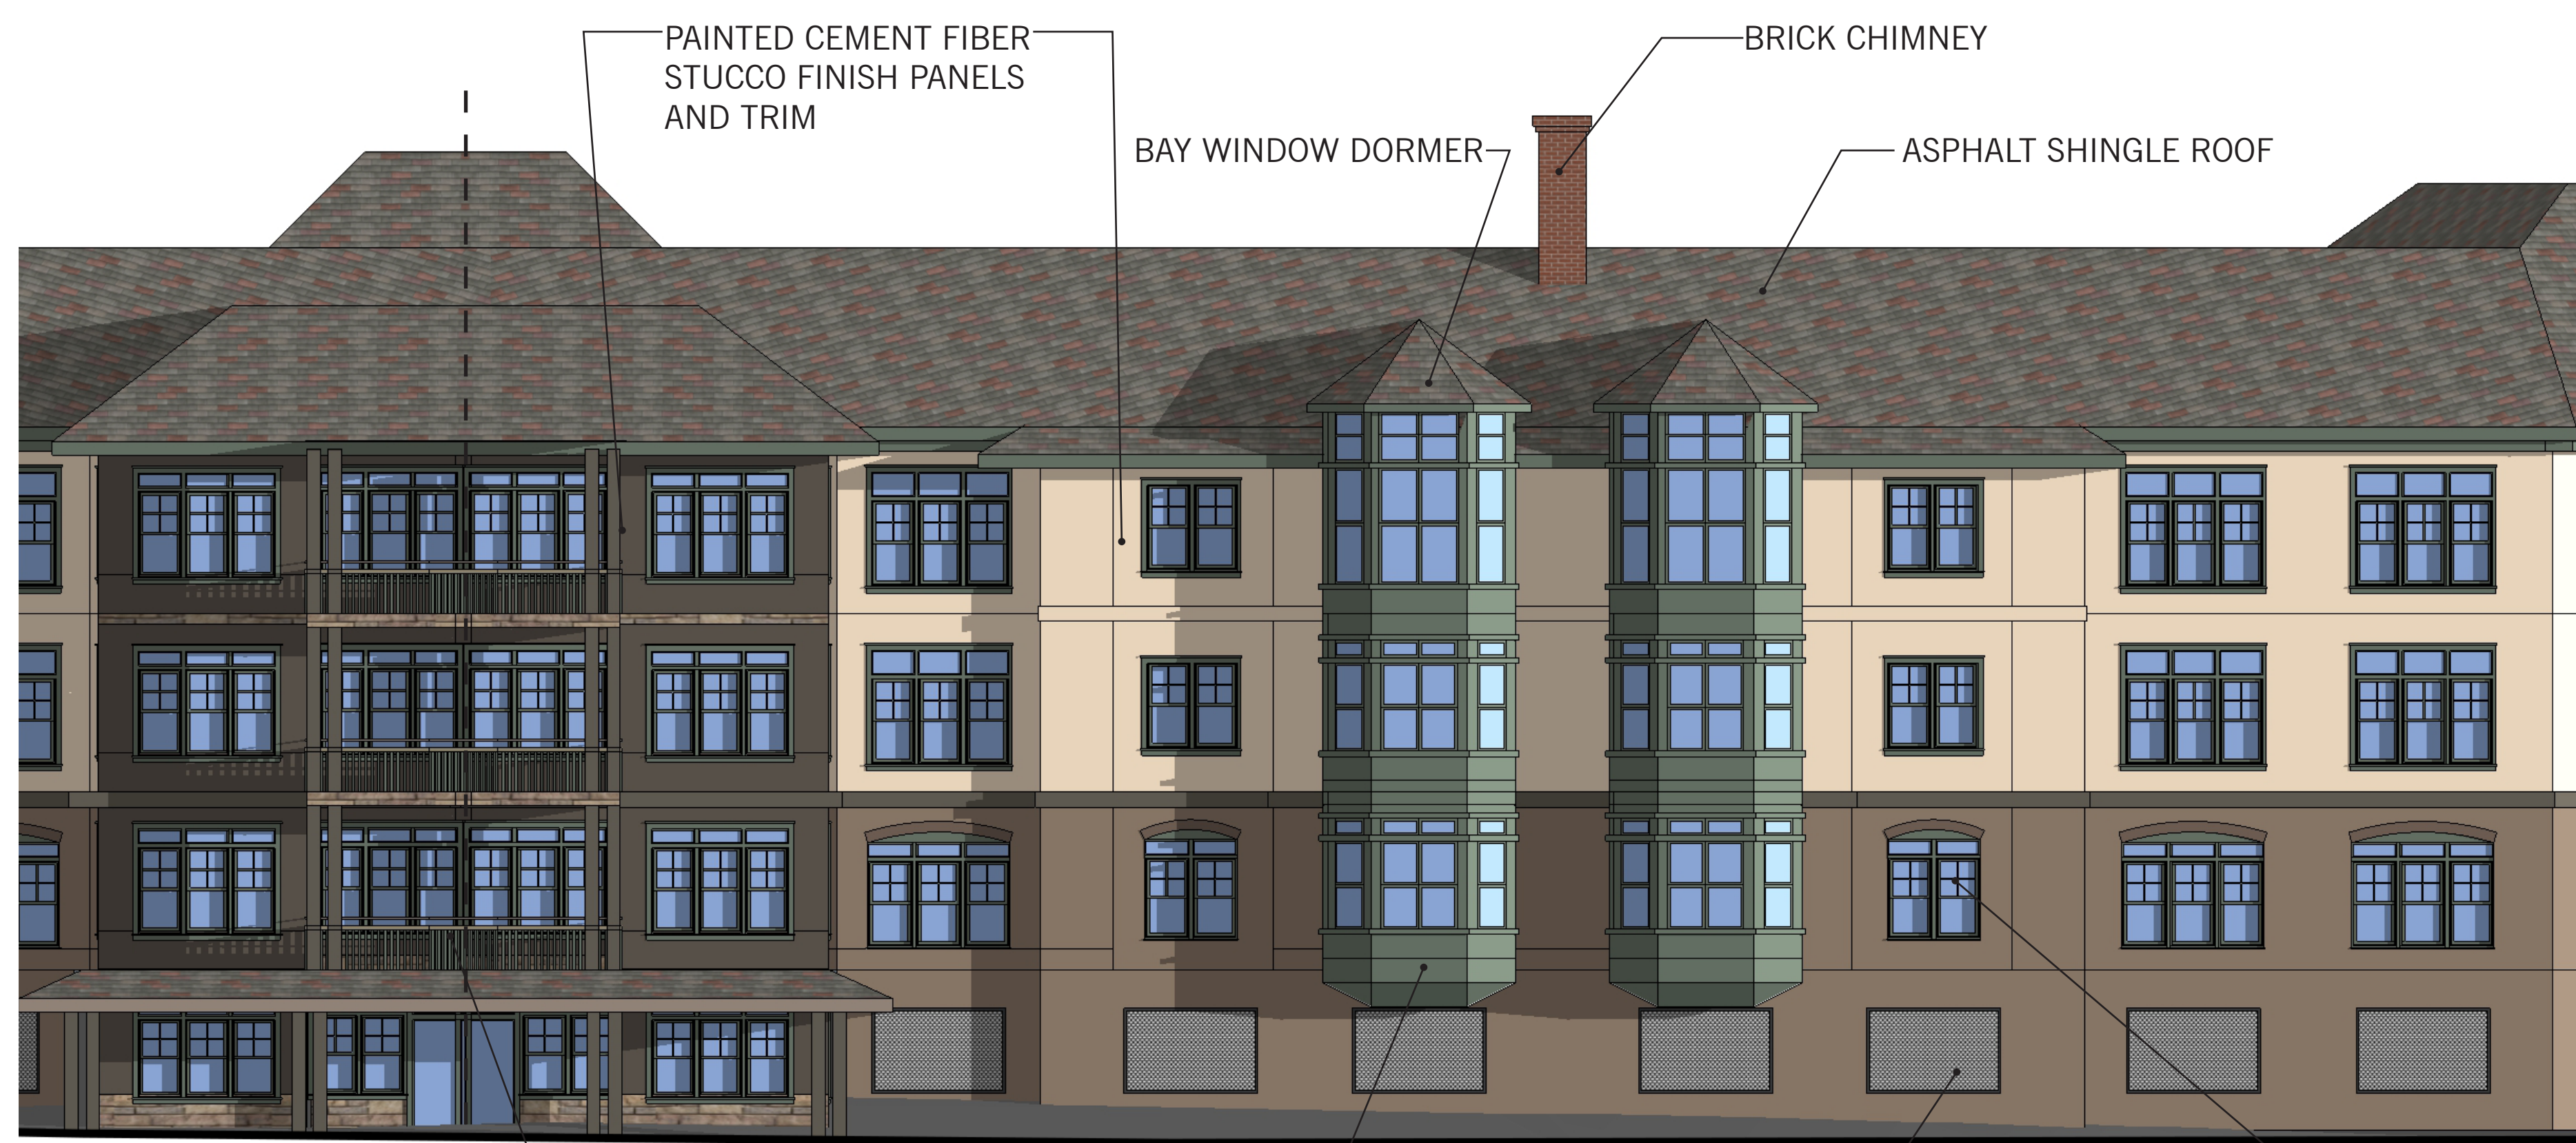 PAINTED CEMENT FIBER
STUCCO FINISH PANELS
AND TRIM
BRICK CHIMNEY
BAY WINDOW DORMER
ASPHALT SHINGLE ROOF